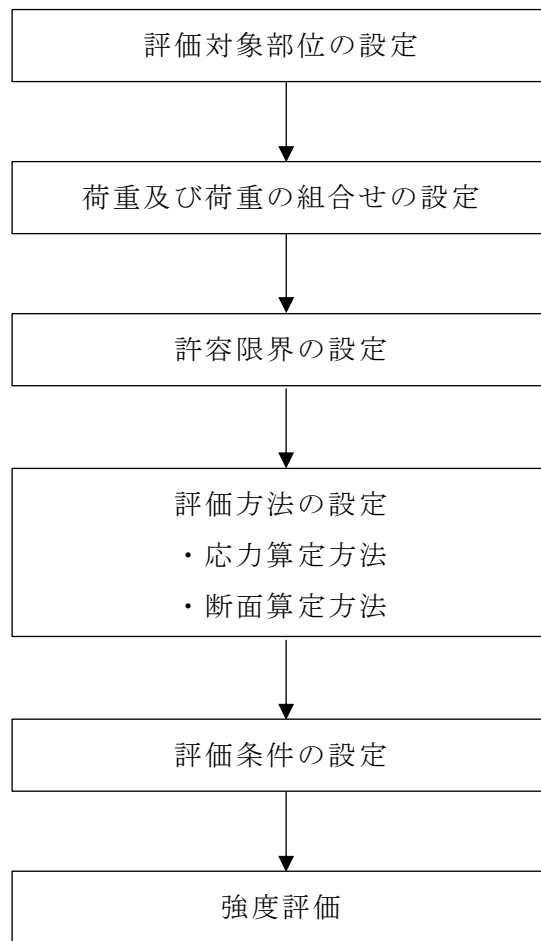 評価対象部位の設定
荷重及び荷重の組合せの設定
許容限界の設定
評価方法の設定
・応力算定方法
・断面算定方法
評価条件の設定
強度評価